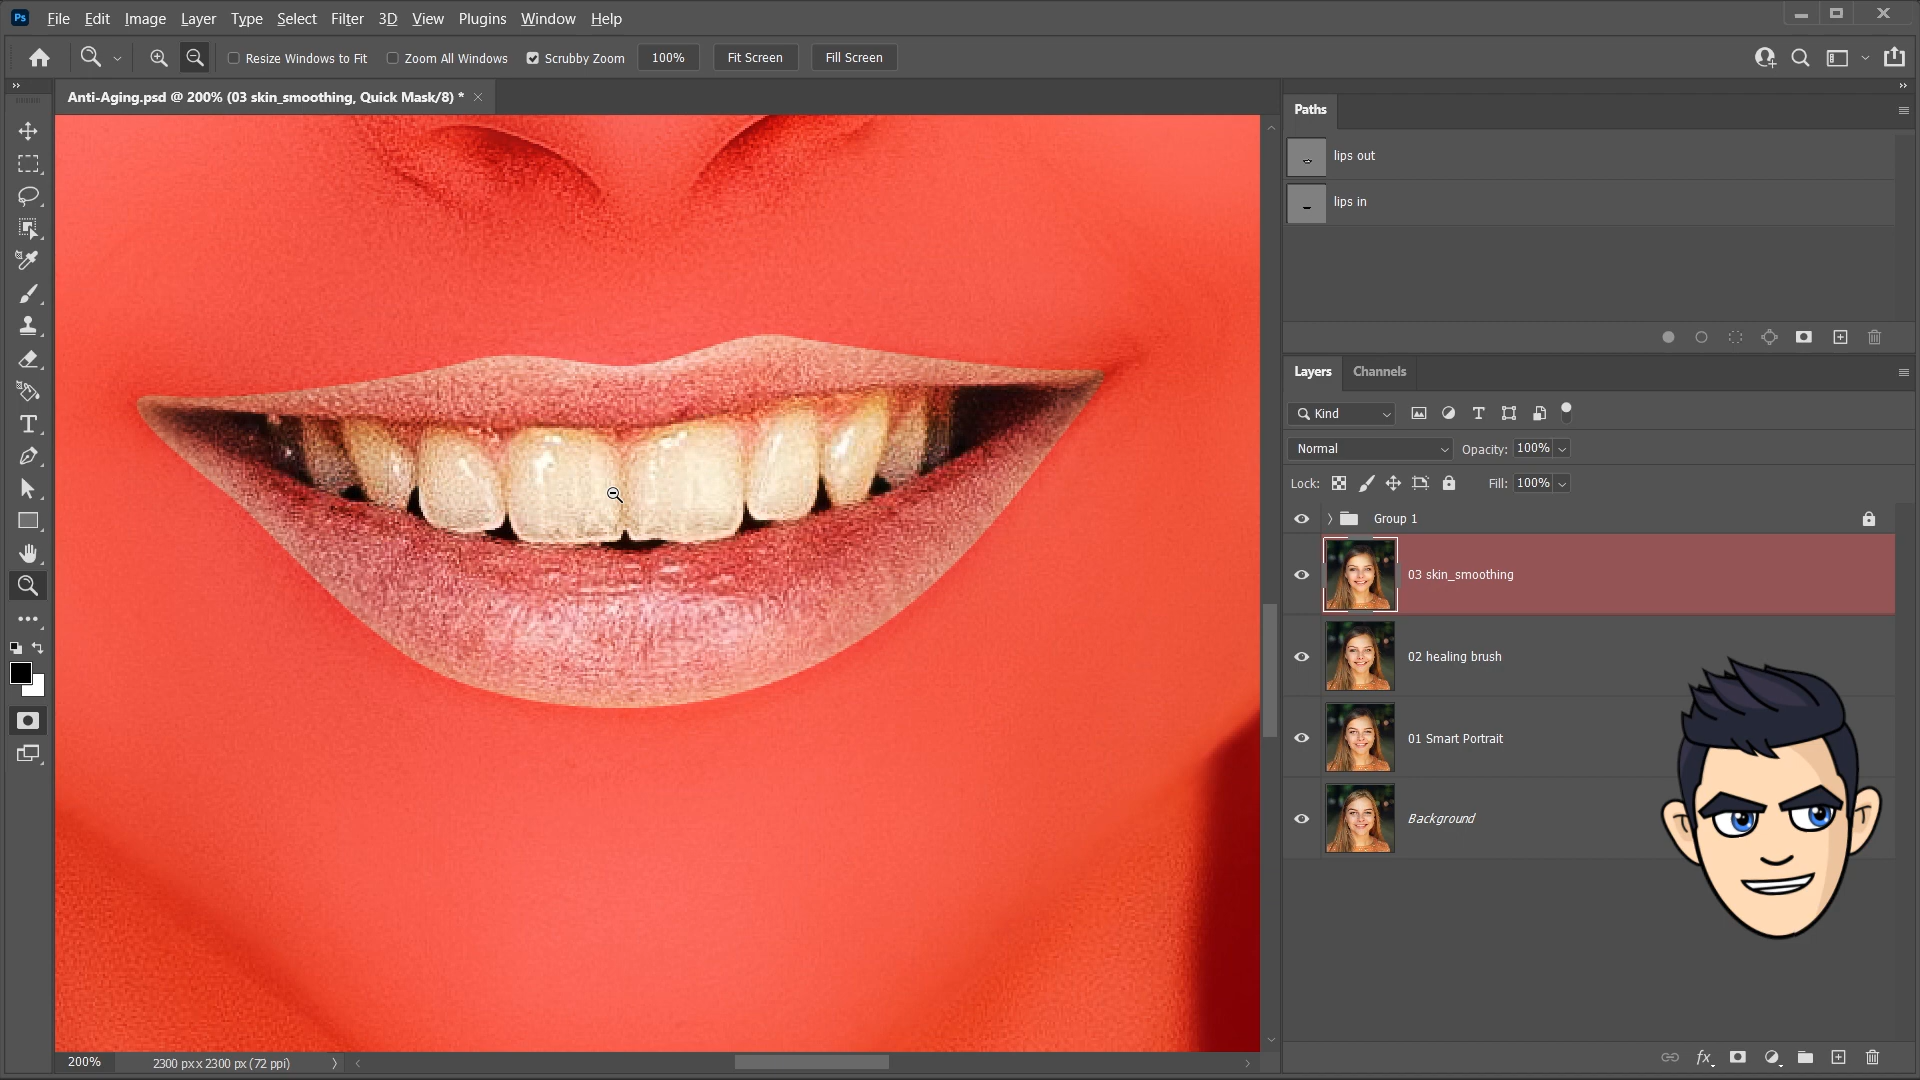 Ps File Edit Image Layer Type Select Filter 3D View Plugins Window Help
Resize Windows to Fit Zoom All Windows Scrubby Zoom 100% Fit Screen Fill Screen
Anti-Aging.psd @ 200% (03 skin_smoothing, Quick Mask/8) *
Paths
lips out
lips in
Layers Channels
Kind
Normal Opacity: 100%
Lock: Fill: 100%
Group 1
03 skin_smoothing
02 healing brush
01 Smart Portrait
Background
fx
200% 2300 px x 2300 px (72 ppi)